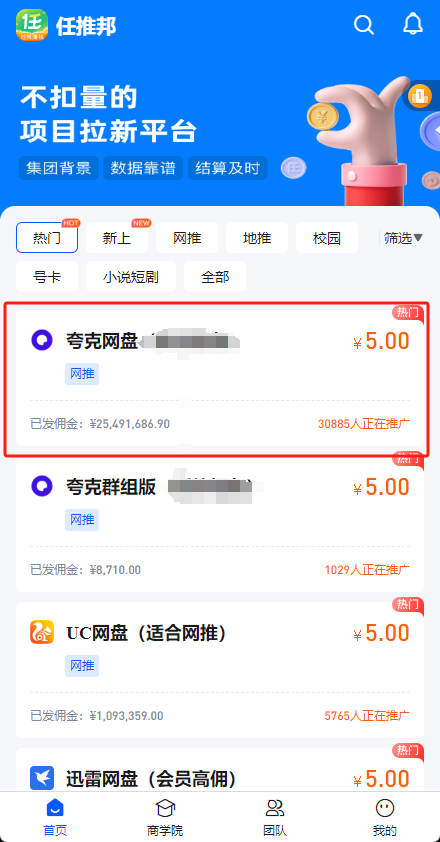 任推邦
不扣量的
项目拉新平台
集团背景 数据靠谱 结算及时
热门 HOT 新上 NEW 网推 地推 校园 筛选▼
号卡 小说短剧 全部
热门
夸克网盘 ¥5.00
网推
已发佣金：¥25,491,686.90 30885人正在推广
热门
夸克群组版 ¥5.00
网推
已发佣金：¥8,710.00 1029人正在推广
热门
UC网盘（适合网推） ¥5.00
网推
已发佣金：¥1,093,359.00 5765人正在推广
热门
迅雷网盘（会员高佣） ¥5.00
首页 商学院 团队 我的